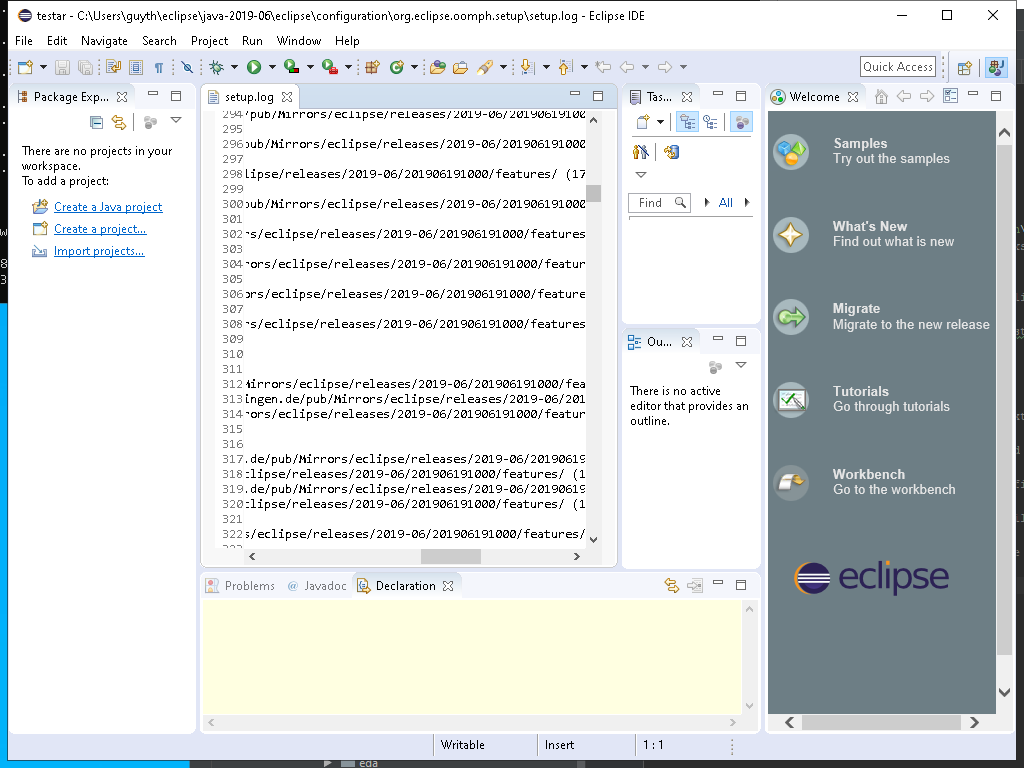 testar - C:\Users\guyth\eclipse\java-2019-06\eclipse\configuration\org.eclipse.oomph.setup\setup.log - Eclipse IDE
File Edit Navigate Search Project Run Window Help
Quick Access
Package Exp...
There are no projects in your
workspace.
To add a project:
Create a Java project
Create a project...
Import projects...
setup.log
294 /pub/Mirrors/eclipse/releases/2019-06/201906191000
295
296 pub/Mirrors/eclipse/releases/2019-06/201906191000
297
298 lipse/releases/2019-06/201906191000/features/ (17
299
300 pub/Mirrors/eclipse/releases/2019-06/201906191000
301
302 rs/eclipse/releases/2019-06/201906191000/features
303
304 rors/eclipse/releases/2019-06/201906191000/featur
305
306 ors/eclipse/releases/2019-06/201906191000/feature
307
308 rs/eclipse/releases/2019-06/201906191000/features
309
310
311
312 Mirrors/eclipse/releases/2019-06/201906191000/fea
313 ingen.de/pub/Mirrors/eclipse/releases/2019-06/201
314 rors/eclipse/releases/2019-06/201906191000/featur
315
316
317 .de/pub/Mirrors/eclipse/releases/2019-06/20190619
318 clipse/releases/2019-06/201906191000/features/ (1
319 .de/pub/Mirrors/eclipse/releases/2019-06/20190619
320 clipse/releases/2019-06/201906191000/features/ (1
321
322 s/eclipse/releases/2019-06/201906191000/features/
Tas...
Find
All
Ou...
There is no active
editor that provides an
outline.
Welcome
Samples
Try out the samples
What's New
Find out what is new
Migrate
Migrate to the new release
Tutorials
Go through tutorials
Workbench
Go to the workbench
eclipse
Problems @ Javadoc Declaration
Writable Insert 1 : 1
eda